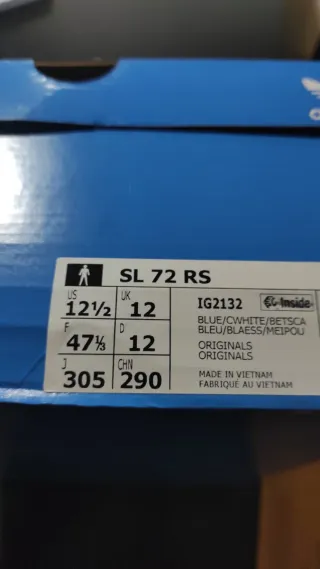 SL 72 RS
US
12½
UK
12
F
47⅓
D
12
J
305
CHN
290
IG2132
Inside
BLUE/CWHITE/BETSCA
BLEU/BLAESS/MEIPOU
ORIGINALS
ORIGINALS
MADE IN VIETNAM
FABRIQUÉ AU VIETNAM